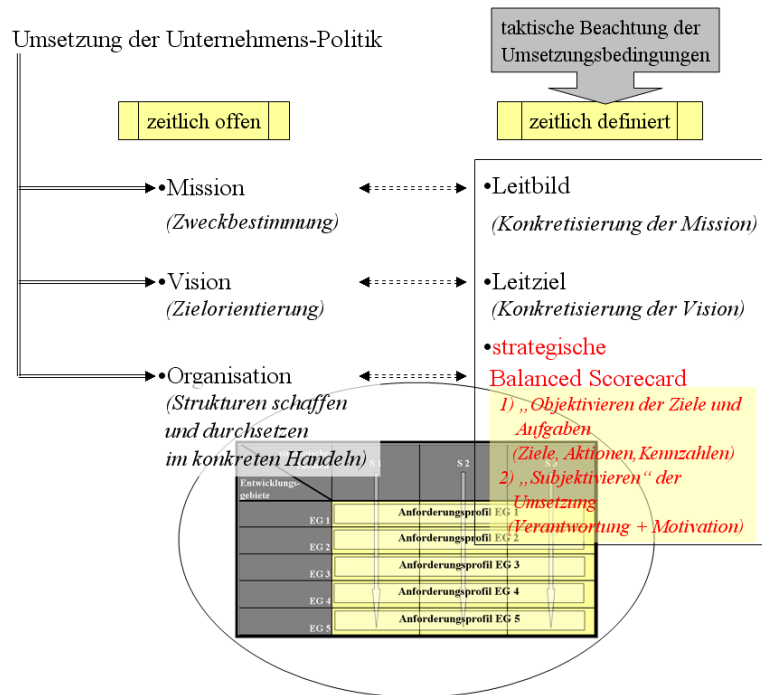 Umsetzung der Unternehmens-Politik
taktische Beachtung der
Umsetzungsbedingungen
zeitlich offen
zeitlich definiert
•Mission
(Zweckbestimmung)
•Leitbild
(Konkretisierung der Mission)
•Vision
(Zielorientierung)
•Leitziel
(Konkretisierung der Vision)
•Organisation
(Strukturen schaffen
und durchsetzen
im konkreten Handeln)
•strategische
Balanced Scorecard
1) „Objektivieren der Ziele und
Aufgaben
(Ziele, Aktionen, Kennzahlen)
2) „Subjektivieren“ der
Umsetzung
(Verantwortung + Motivation)
S 1
S 2
S 3
Entwicklungs-
gebiete
EG 1
Anforderungsprofil EG 1
EG 2
Anforderungsprofil EG 2
EG 3
Anforderungsprofil EG 3
EG 4
Anforderungsprofil EG 4
EG 5
Anforderungsprofil EG 5